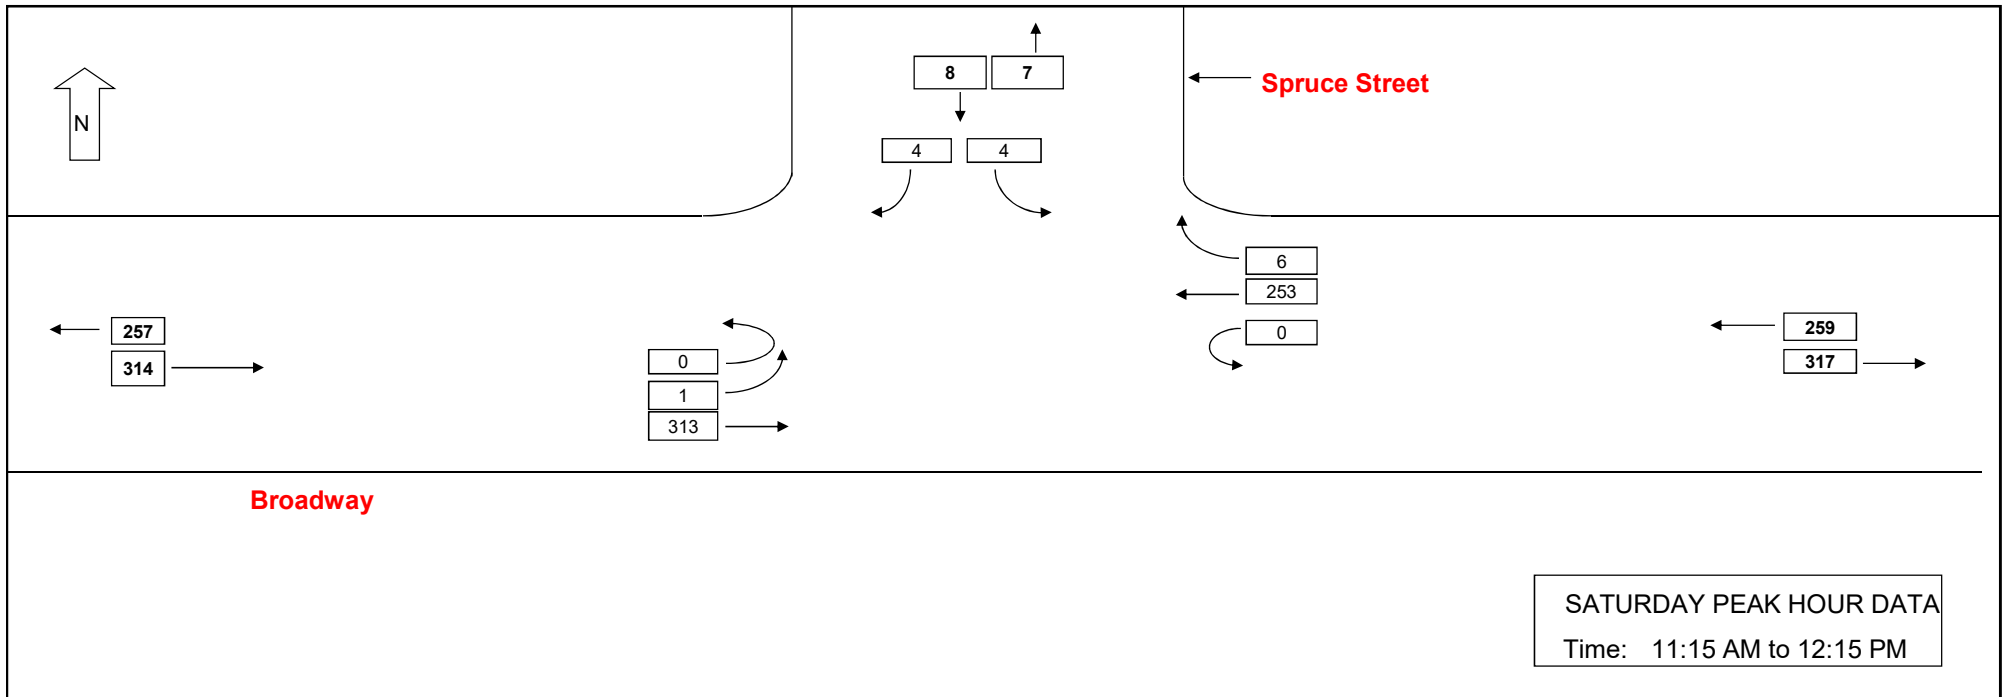 8 7
Spruce Street
N
4 4
6
253
257
0
259
314
0
317
1
313
Broadway
SATURDAY PEAK HOUR DATA
Time: 11:15 AM to 12:15 PM